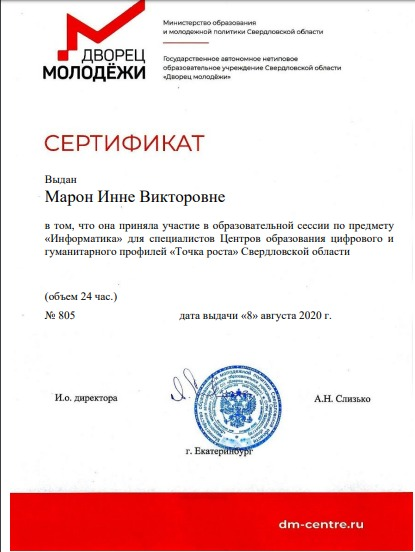 ДВОРЕЦ
МОЛОДЁЖИ
Министерство образования
и молодежной политики Свердловской области
Государственное автономное нетиповое
образовательное учреждение Свердловской области
«Дворец молодёжи»
СЕРТИФИКАТ
Выдан
Марон Инне Викторовне
в том, что она приняла участие в образовательной сессии по предмету
«Информатика» для специалистов Центров образования цифрового и
гуманитарного профилей «Точка роста» Свердловской области
(объем 24 час.)
№ 805 дата выдачи «8» августа 2020 г.
И.о. директора А.Н. Слизько
г. Екатеринбург
dm-centre.ru